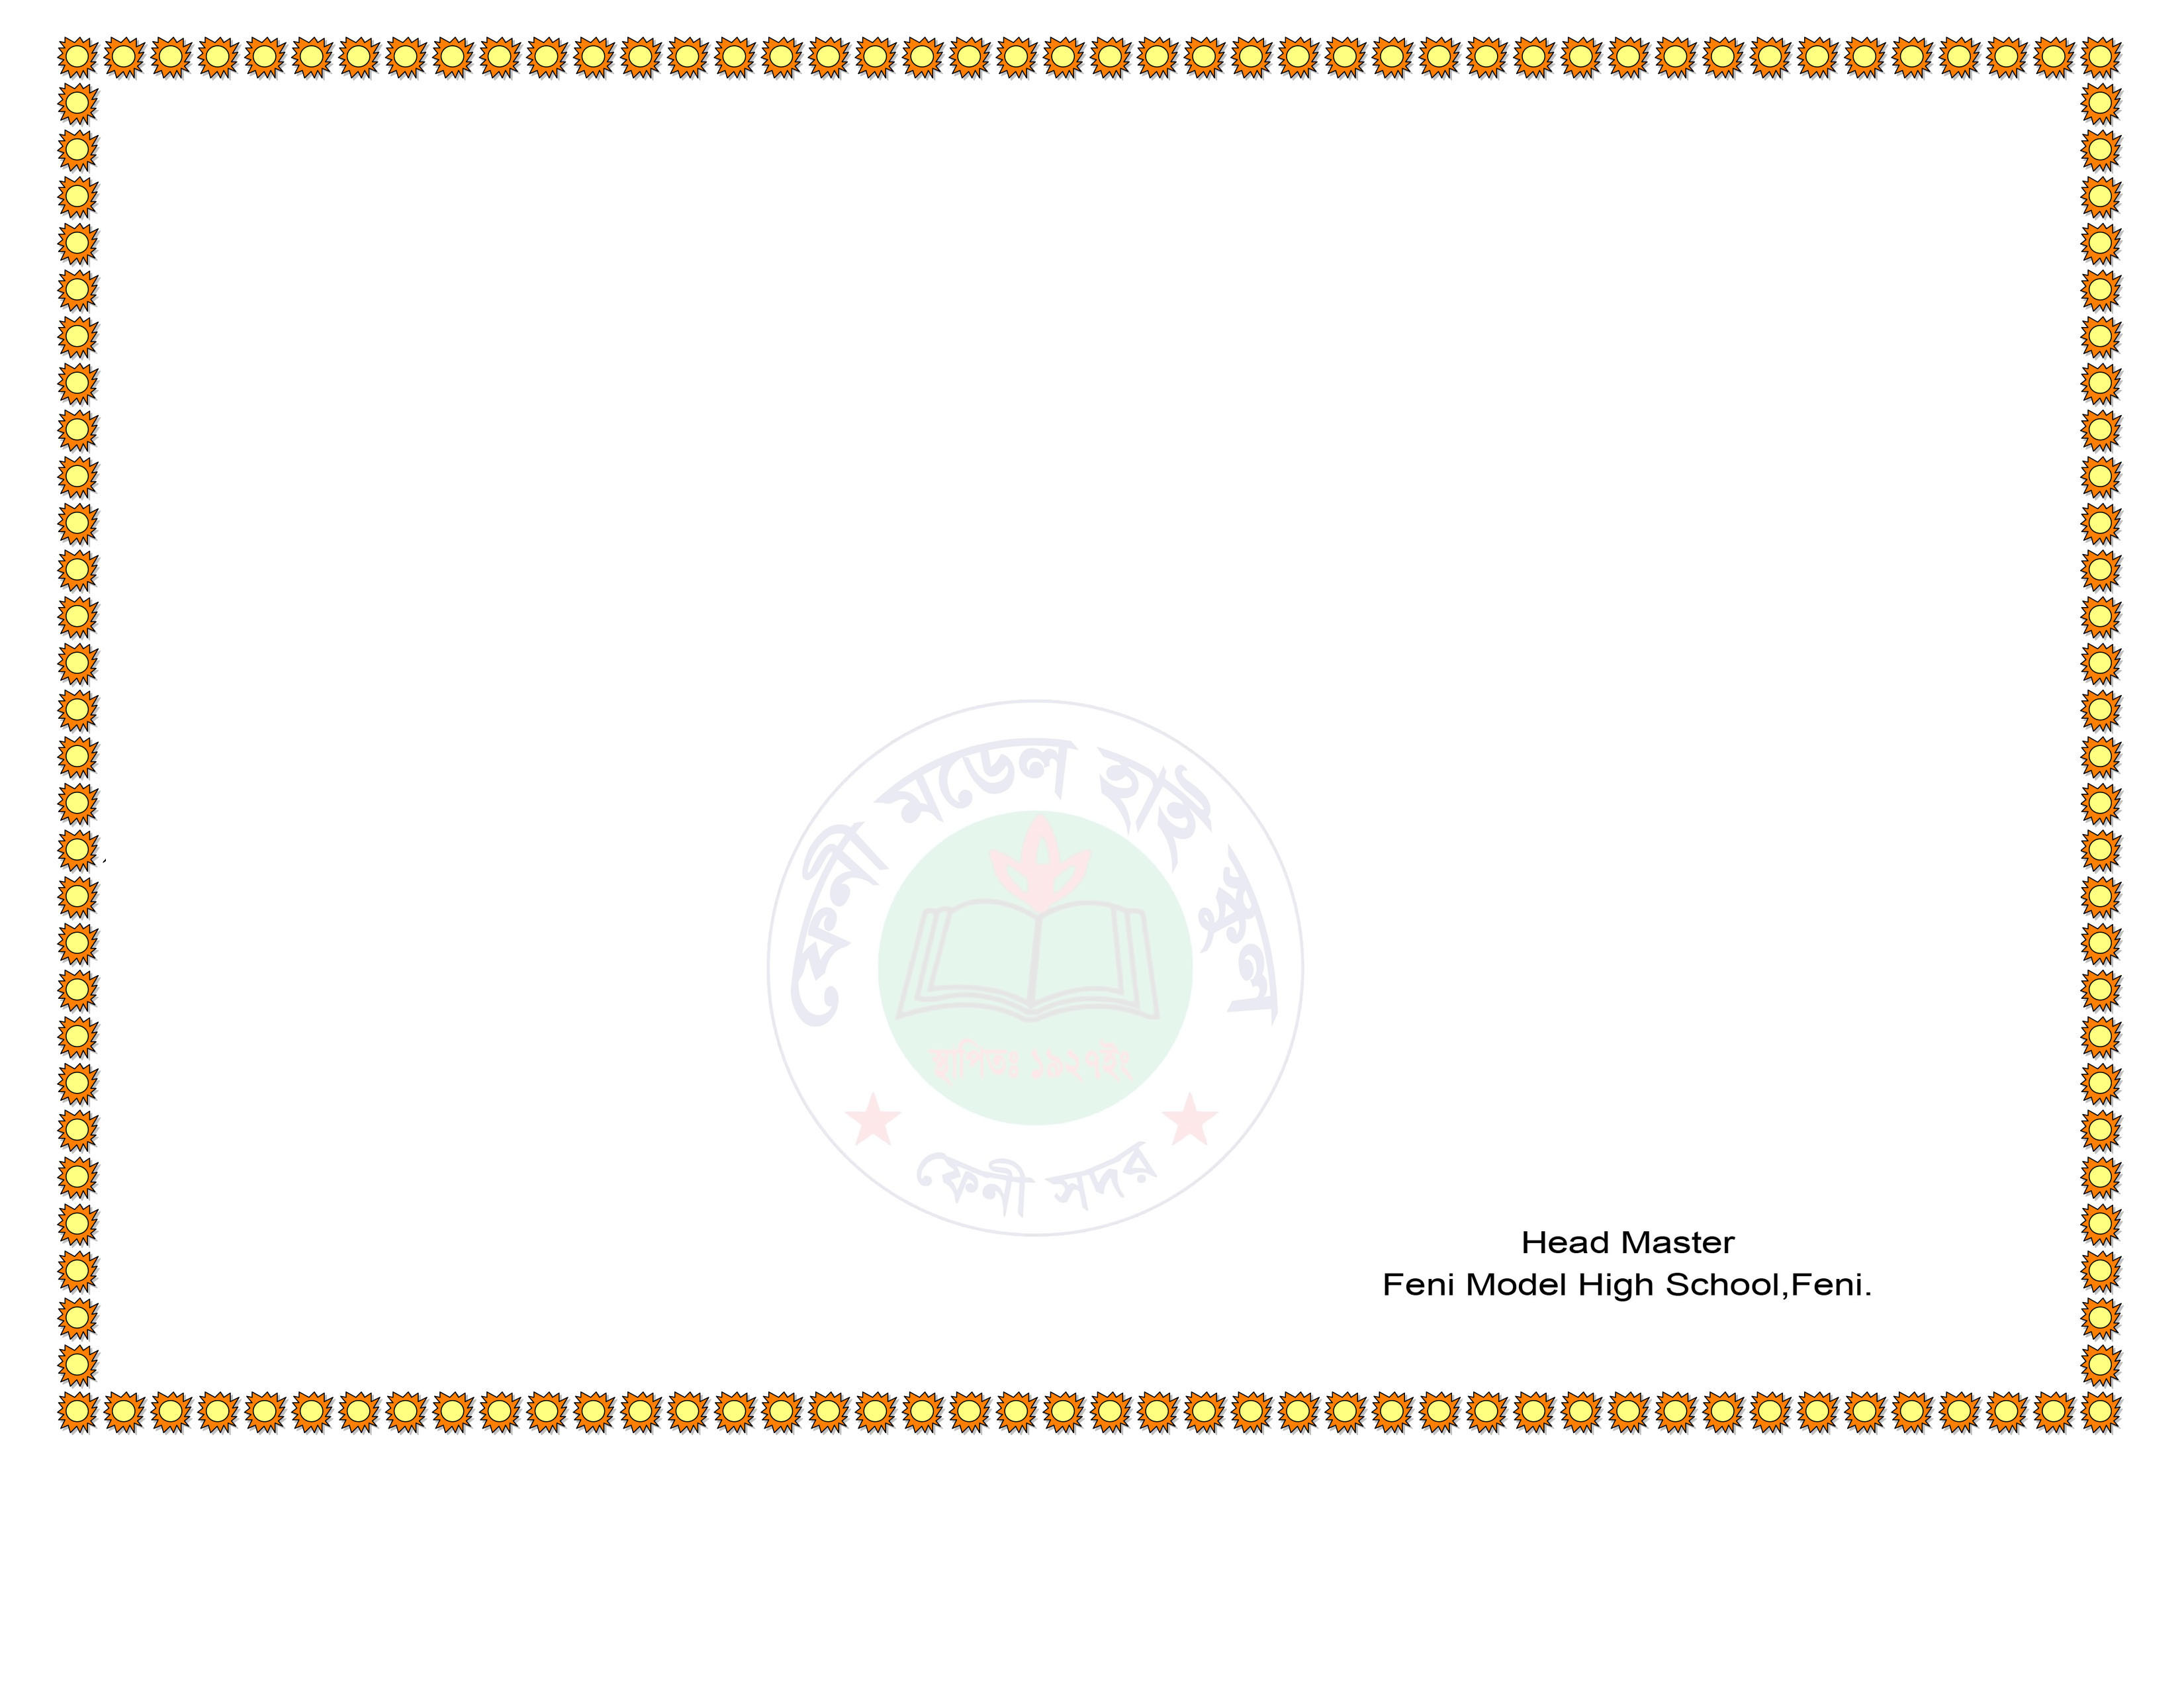 ফেনী মডেল হাই স্কুল
স্থাপিতঃ ১৯২৭ইং
ফেনী সদর
Head Master
Feni Model High School,Feni.